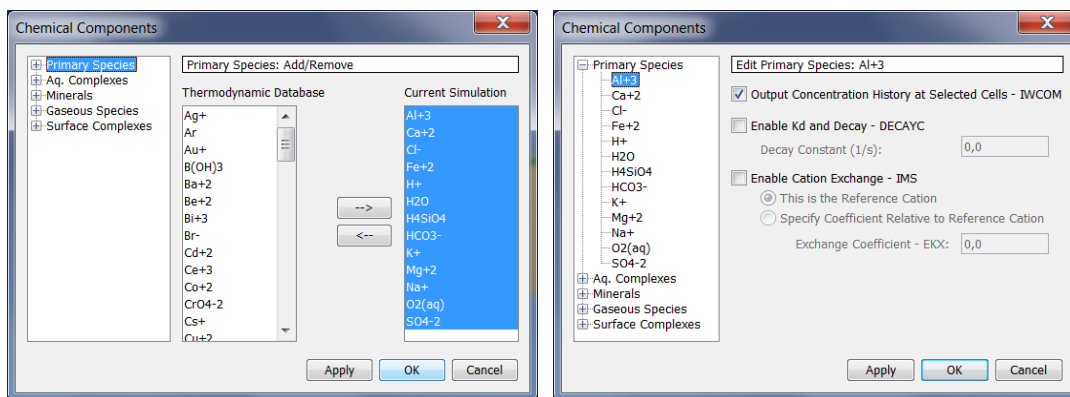 Chemical Components
Primary Species
Aq. Complexes
Minerals
Gaseous Species
Surface Complexes
Primary Species: Add/Remove
Thermodynamic Database
Ag+
Ar
Au+
B(OH)3
Ba+2
Be+2
Bi+3
Br-
Cd+2
Ce+3
Co+2
CrO4-2
Cs+
Cu+2
-->
<--
Current Simulation
Al+3
Ca+2
Cl-
Fe+2
H+
H2O
H4SiO4
HCO3-
K+
Mg+2
Na+
O2(aq)
SO4-2
Apply
OK
Cancel
Chemical Components
Primary Species
Al+3
Ca+2
Cl-
Fe+2
H+
H2O
H4SiO4
HCO3-
K+
Mg+2
Na+
O2(aq)
SO4-2
Aq. Complexes
Minerals
Gaseous Species
Surface Complexes
Edit Primary Species: Al+3
Output Concentration History at Selected Cells - IWCOM
Enable Kd and Decay - DECAYC
Decay Constant (1/s): 0,0
Enable Cation Exchange - IMS
This is the Reference Cation
Specify Coefficient Relative to Reference Cation
Exchange Coefficient - EKX: 0,0
Apply
OK
Cancel